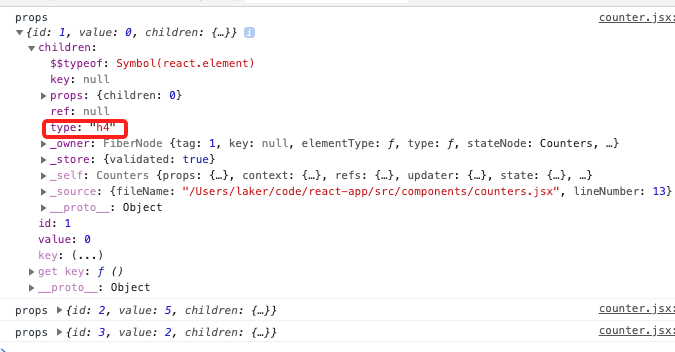 props counter.jsx:
▼{id: 1, value: 0, children: {…}} i
▼children:
$$typeof: Symbol(react.element)
key: null
▶props: {children: 0}
ref: null
type: "h4"
▶_owner: FiberNode {tag: 1, key: null, elementType: ƒ, type: ƒ, stateNode: Counters, …}
▶_store: {validated: true}
▶_self: Counters {props: {…}, context: {…}, refs: {…}, updater: {…}, state: {…}, …}
▶_source: {fileName: "/Users/laker/code/react-app/src/components/counters.jsx", lineNumber: 13}
▶__proto__: Object
id: 1
value: 0
key: (...)
▶get key: ƒ ()
▶__proto__: Object
props ▶{id: 2, value: 5, children: {…}} counter.jsx:
props ▶{id: 3, value: 2, children: {…}} counter.jsx: